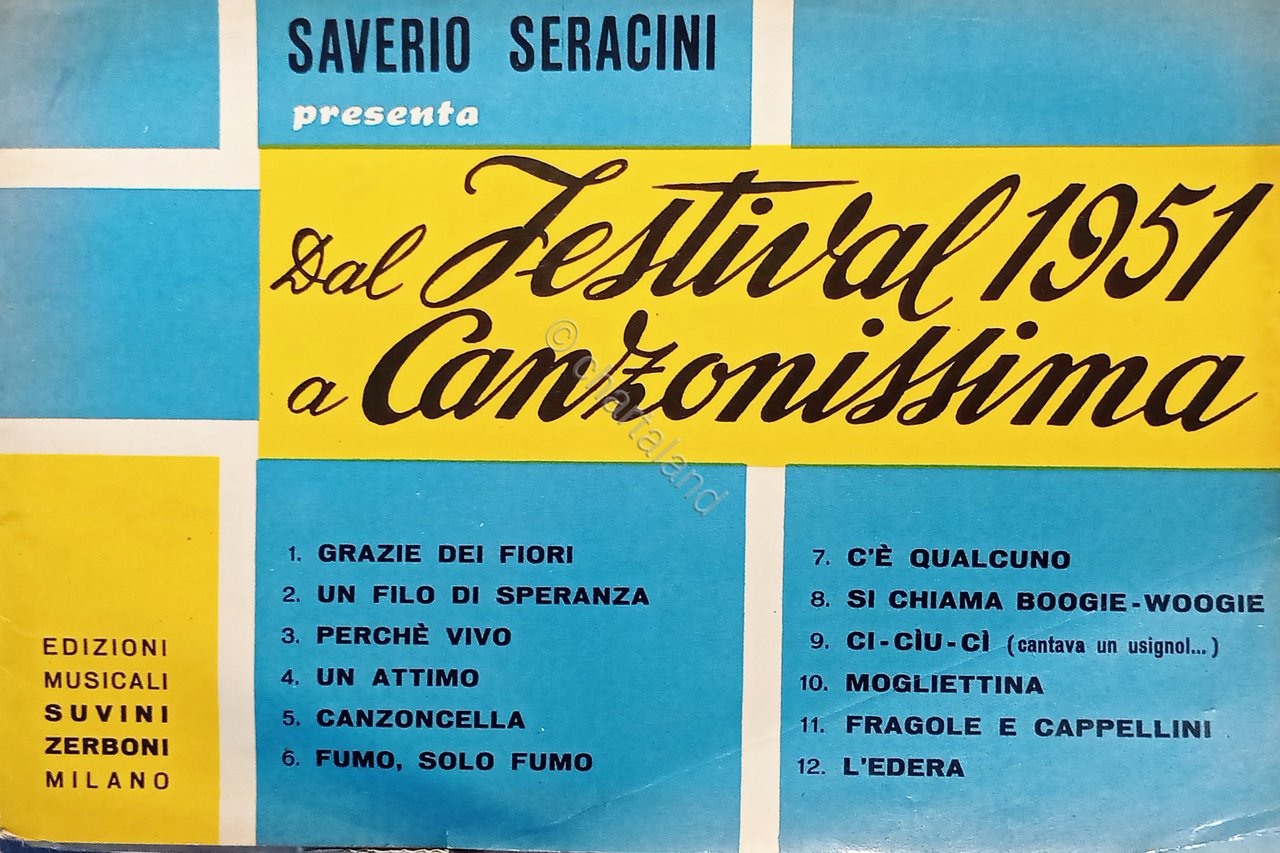 SAVERIO SERACINI
presenta
Dal Festival 1951
a Canzonissima
© chartaland
1. GRAZIE DEI FIORI
2. UN FILO DI SPERANZA
3. PERCHÈ VIVO
4. UN ATTIMO
5. CANZONCELLA
6. FUMO, SOLO FUMO
7. C'È QUALCUNO
8. SI CHIAMA BOOGIE-WOOGIE
9. CI-CÌU-CÌ (cantava un usignol...)
10. MOGLIETTINA
11. FRAGOLE E CAPPELLINI
12. L'EDERA
EDIZIONI
MUSICALI
SUVINI
ZERBONI
MILANO